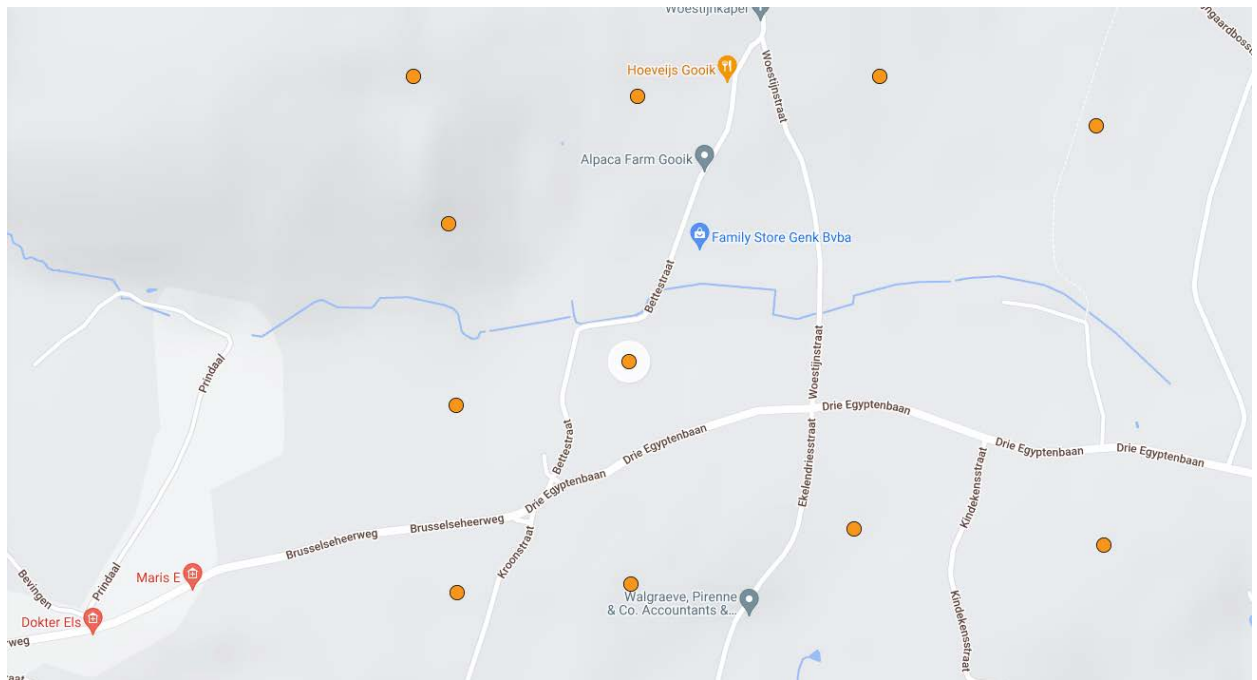 Woestijnkapel
Hoeveijs Gooik
Woestijnstraat
Alpaca Farm Gooik
Family Store Genk Bvba
Bettestraat
Prindaal
Woestijnstraat
Drie Egyptenbaan
Bettestraat
Drie Egyptenbaan
Drie Egyptenbaan
Drie Egyptenbaan
Drie Egyptenbaan
Ekelendriesstraat
Kindekensstraat
Brusselseheerweg
Brusselseheerweg
Kroonstraat
Maris E
Prindaal
Bevingen
Dokter Els
Walgraeve, Pirenne
& Co. Accountants &...
Kindekensstraat